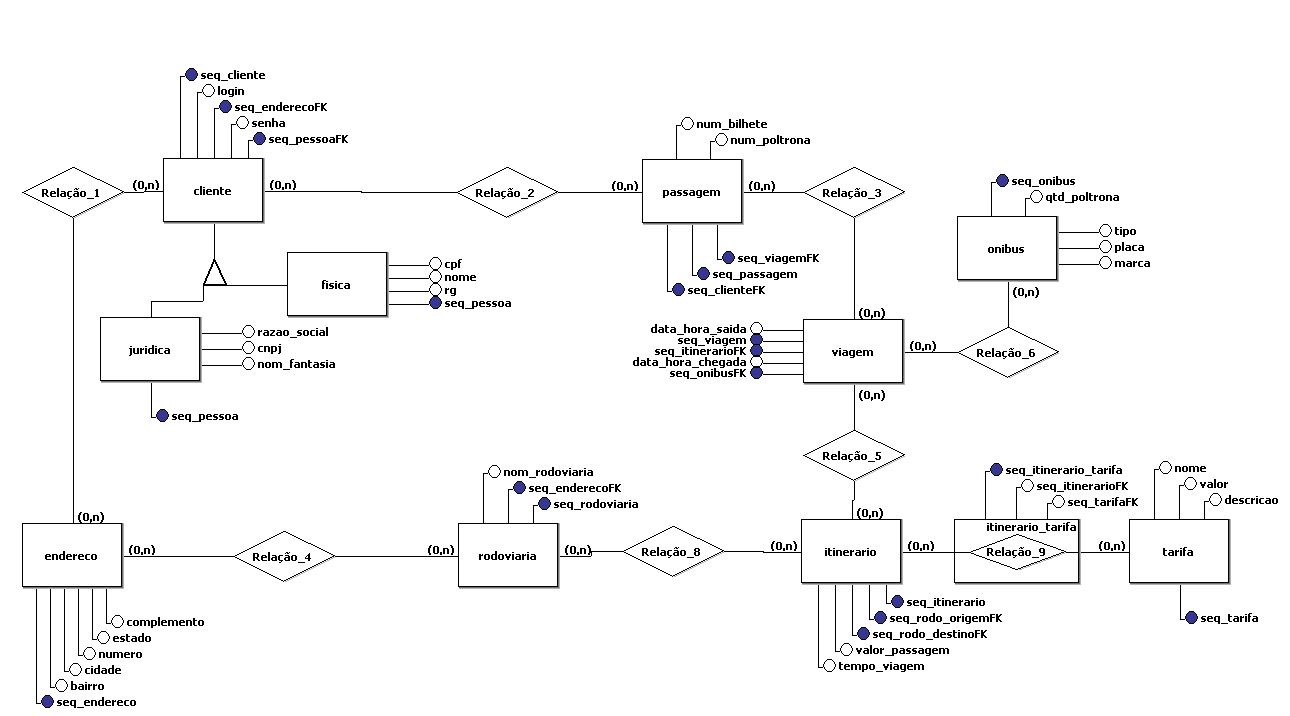 seq_cliente
login
seq_enderecoFK
senha
seq_pessoaFK
Relação_1
(0,n)
cliente
(0,n)
Relação_2
(0,n)
num_bilhete
num_poltrona
passagem
(0,n)
Relação_3
seq_viagemFK
seq_passagem
seq_clienteFK
seq_onibus
qtd_poltrona
onibus
tipo
placa
marca
(0,n)
fisica
cpf
nome
rg
seq_pessoa
juridica
razao_social
cnpj
nom_fantasia
seq_pessoa
(0,n)
data_hora_saida
seq_viagem
seq_itinerarioFK
data_hora_chegada
seq_onibusFK
viagem
(0,n)
Relação_6
(0,n)
Relação_5
(0,n)
(0,n)
endereco
(0,n)
Relação_4
(0,n)
nom_rodoviaria
seq_enderecoFK
seq_rodoviaria
rodoviaria
(0,n)
Relação_8
(0,n)
itinerario
(0,n)
seq_itinerario_tarifa
seq_itinerarioFK
seq_tarifaFK
itinerario_tarifa
Relação_9
(0,n)
nome
valor
descricao
tarifa
seq_tarifa
complemento
estado
numero
cidade
bairro
seq_endereco
seq_itinerario
seq_rodo_origemFK
seq_rodo_destinoFK
valor_passagem
tempo_viagem